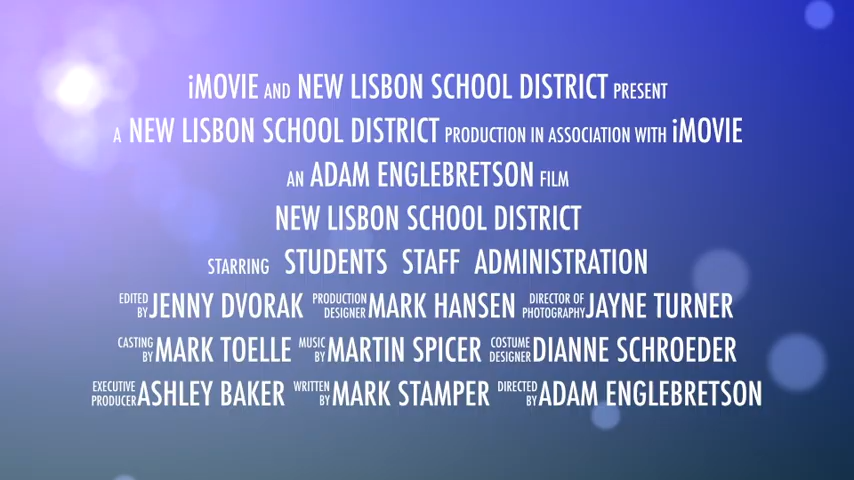 iMOVIE AND NEW LISBON SCHOOL DISTRICT PRESENT
A NEW LISBON SCHOOL DISTRICT PRODUCTION IN ASSOCIATION WITH iMOVIE
AN ADAM ENGLEBRETSON FILM
NEW LISBON SCHOOL DISTRICT
STARRING STUDENTS STAFF ADMINISTRATION
EDITED BY JENNY DVORAK PRODUCTION DESIGNER MARK HANSEN DIRECTOR OF PHOTOGRAPHY JAYNE TURNER
CASTING BY MARK TOELLE MUSIC BY MARTIN SPICER COSTUME DESIGNER DIANNE SCHROEDER
EXECUTIVE PRODUCER ASHLEY BAKER WRITTEN BY MARK STAMPER DIRECTED BY ADAM ENGLEBRETSON